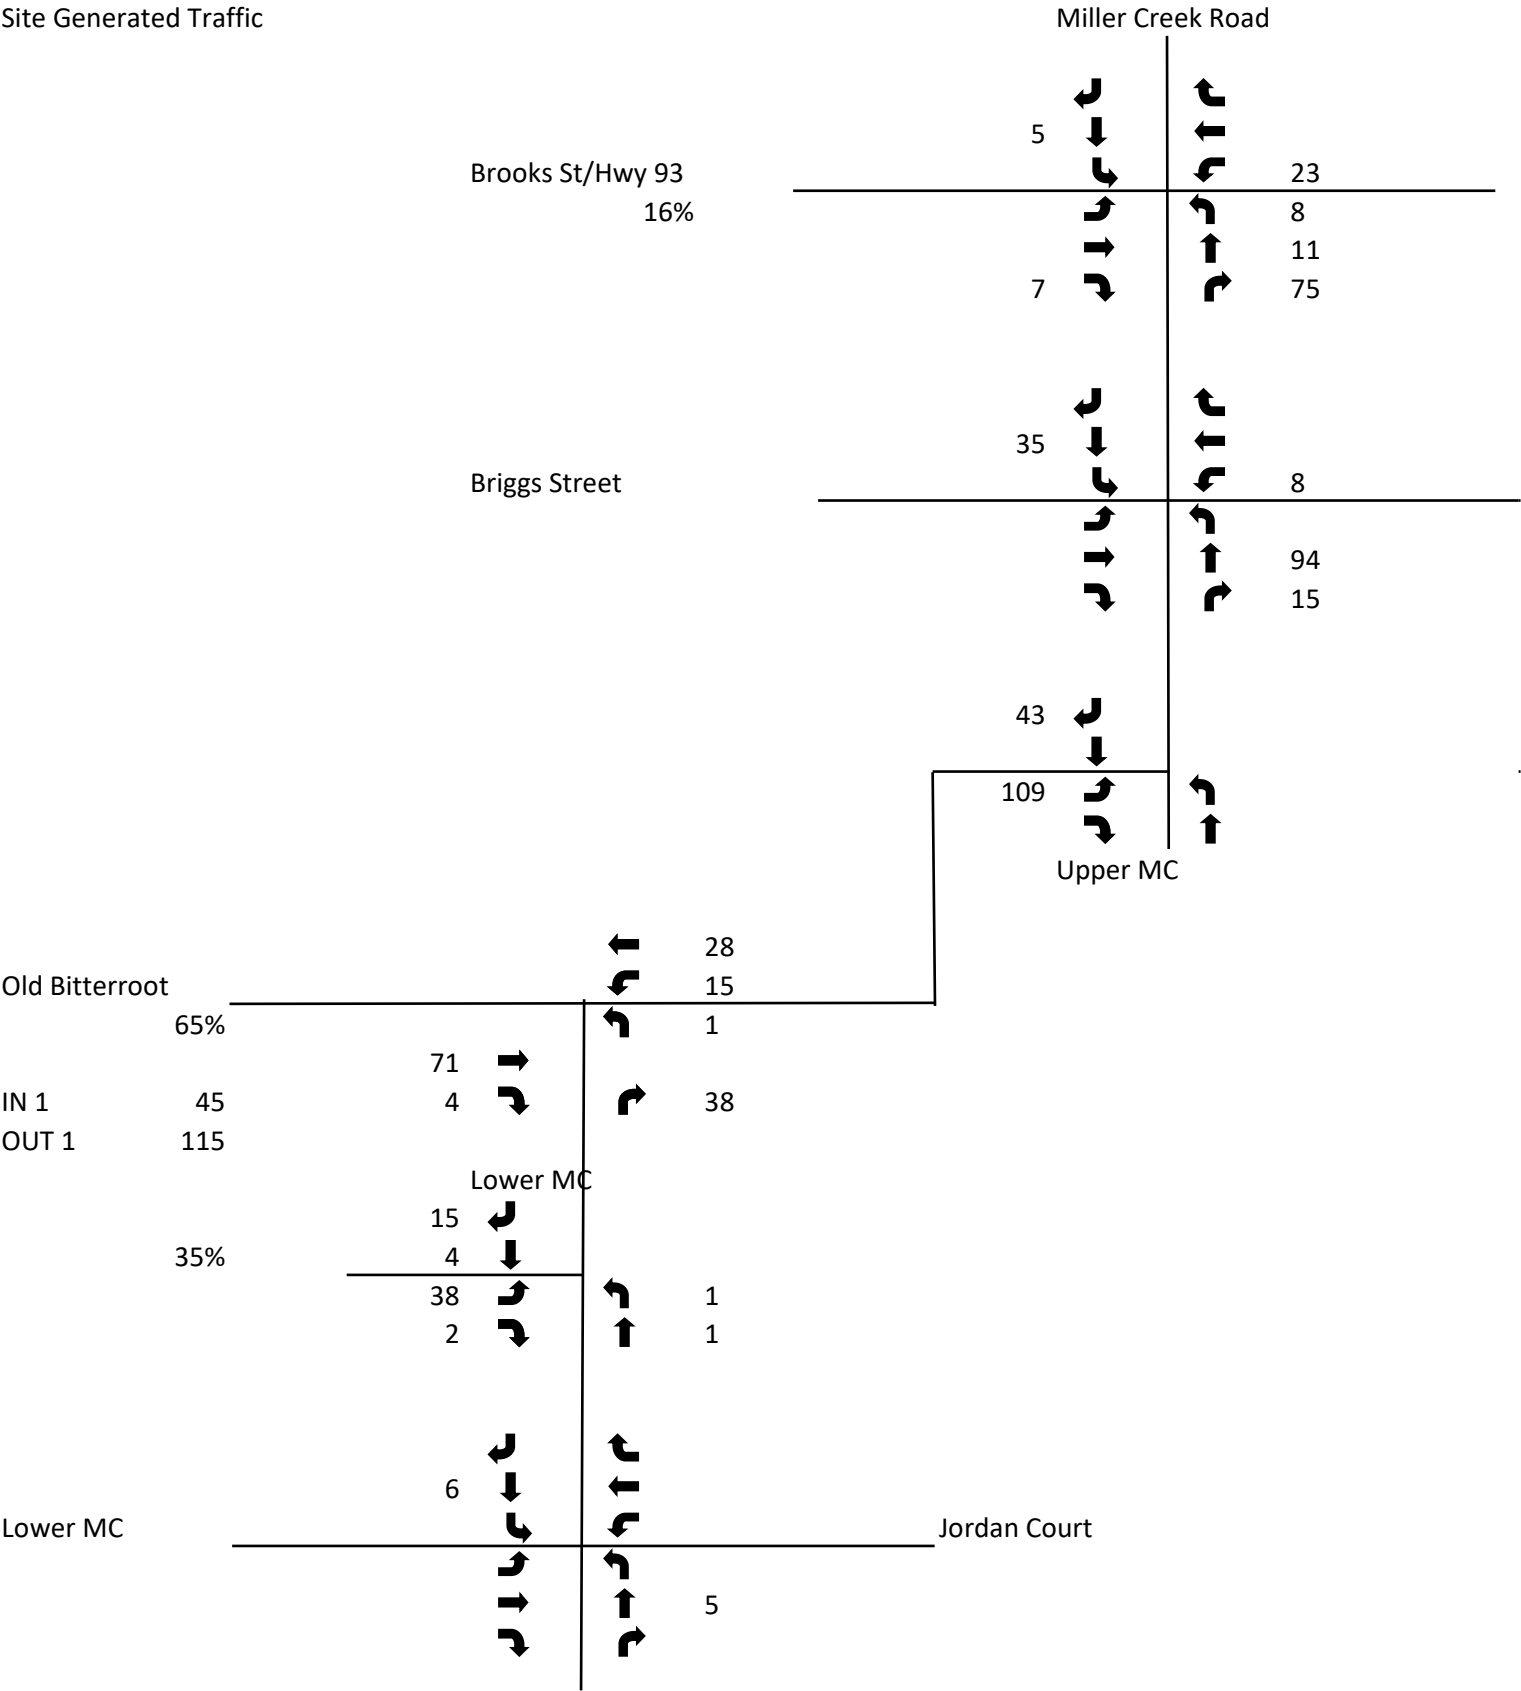 Site Generated Traffic
Miller Creek Road
5
Brooks St/Hwy 93
23
16%
8
11
7
75
35
Briggs Street
8
94
15
43
109
Upper MC
28
Old Bitterroot
15
65%
1
71
IN 1
45
4
38
OUT 1
115
Lower MC
15
35%
4
38
1
2
1
6
Lower MC
Jordan Court
5